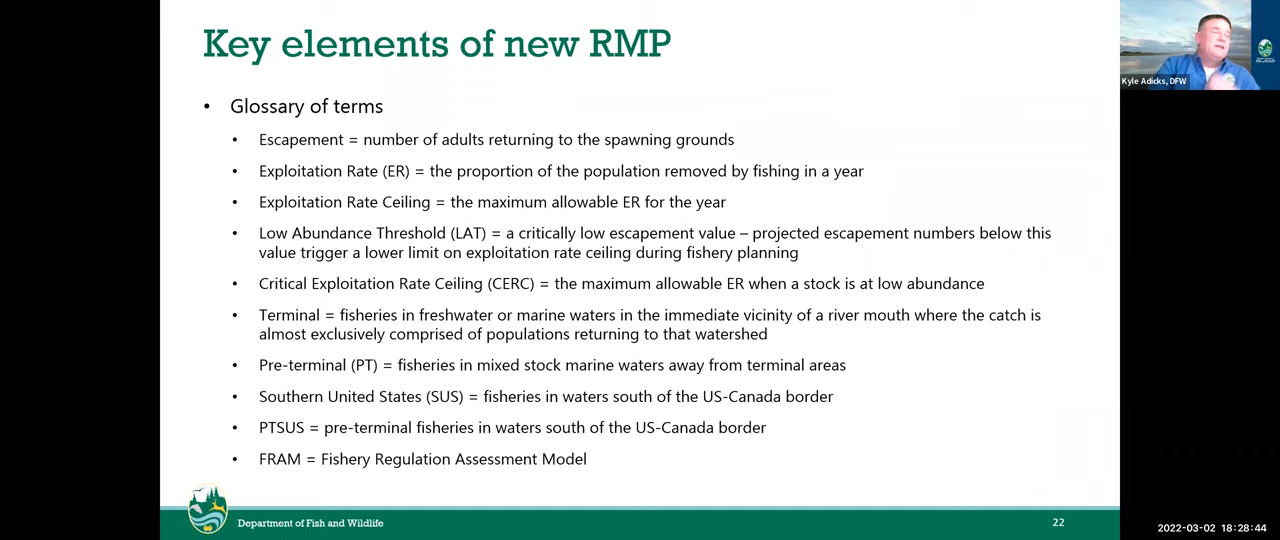 Key elements of new RMP
Kyle Adicks, DFW
• Glossary of terms
• Escapement = number of adults returning to the spawning grounds
• Exploitation Rate (ER) = the proportion of the population removed by fishing in a year
• Exploitation Rate Ceiling = the maximum allowable ER for the year
• Low Abundance Threshold (LAT) = a critically low escapement value – projected escapement numbers below this
value trigger a lower limit on exploitation rate ceiling during fishery planning
• Critical Exploitation Rate Ceiling (CERC) = the maximum allowable ER when a stock is at low abundance
• Terminal = fisheries in freshwater or marine waters in the immediate vicinity of a river mouth where the catch is
almost exclusively comprised of populations returning to that watershed
• Pre-terminal (PT) = fisheries in mixed stock marine waters away from terminal areas
• Southern United States (SUS) = fisheries in waters south of the US-Canada border
• PTSUS = pre-terminal fisheries in waters south of the US-Canada border
• FRAM = Fishery Regulation Assessment Model
Department of Fish and Wildlife
22
2022-03-02 18:28:44